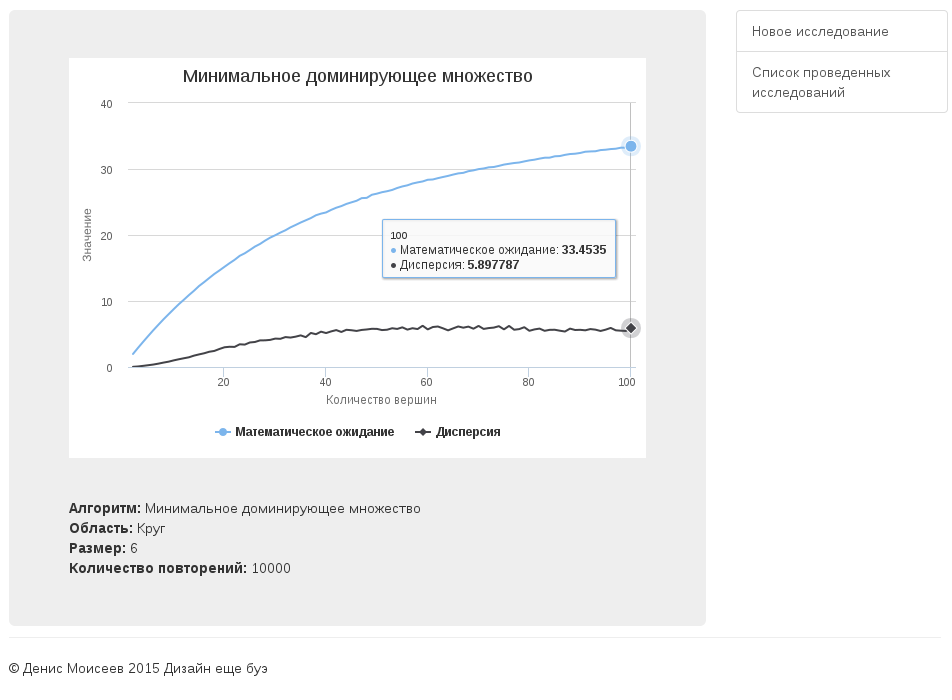 Минимальное доминирующее множество
Значение
40
30
20
10
0
100
Математическое ожидание: 33.4535
Дисперсия: 5.897787
20 40 60 80 100
Количество вершин
Математическое ожидание Дисперсия
Алгоритм: Минимальное доминирующее множество
Область: Круг
Размер: 6
Количество повторений: 10000
Новое исследование
Список проведенных
исследований
© Денис Моисеев 2015 Дизайн еще буэ